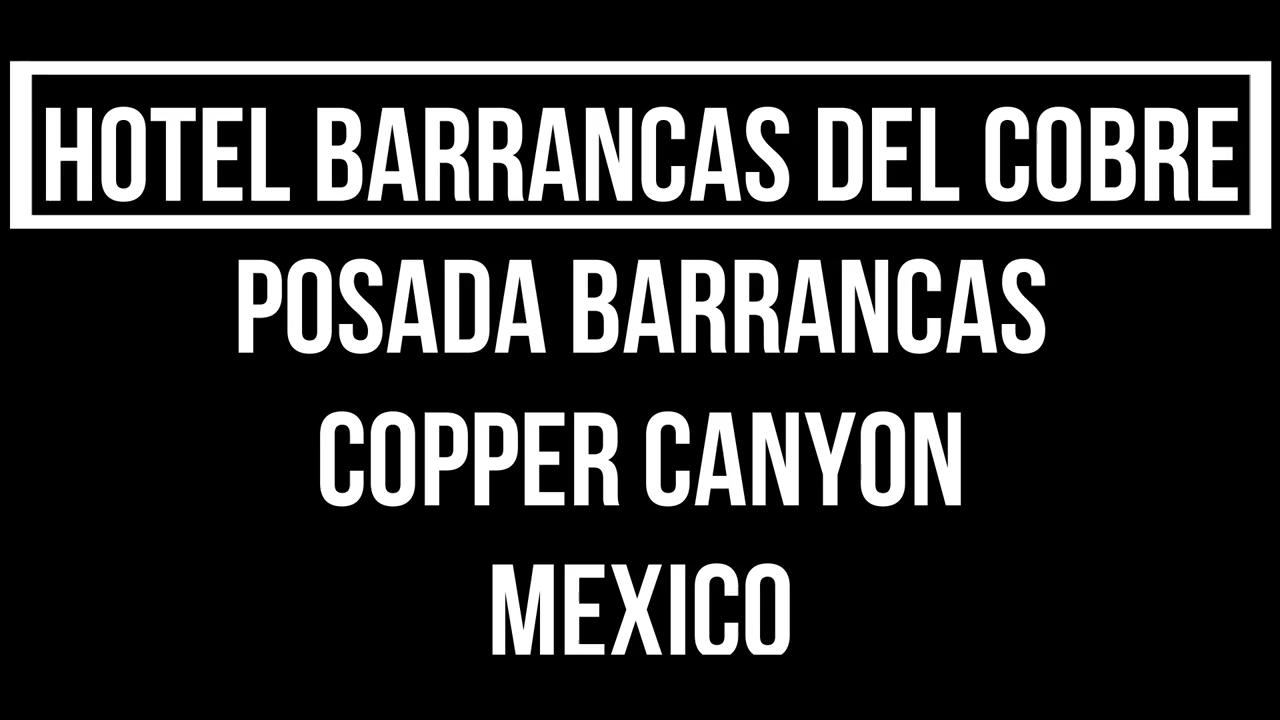 HOTEL BARRANCAS DEL COBRE
POSADA BARRANCAS
COPPER CANYON
MEXICO